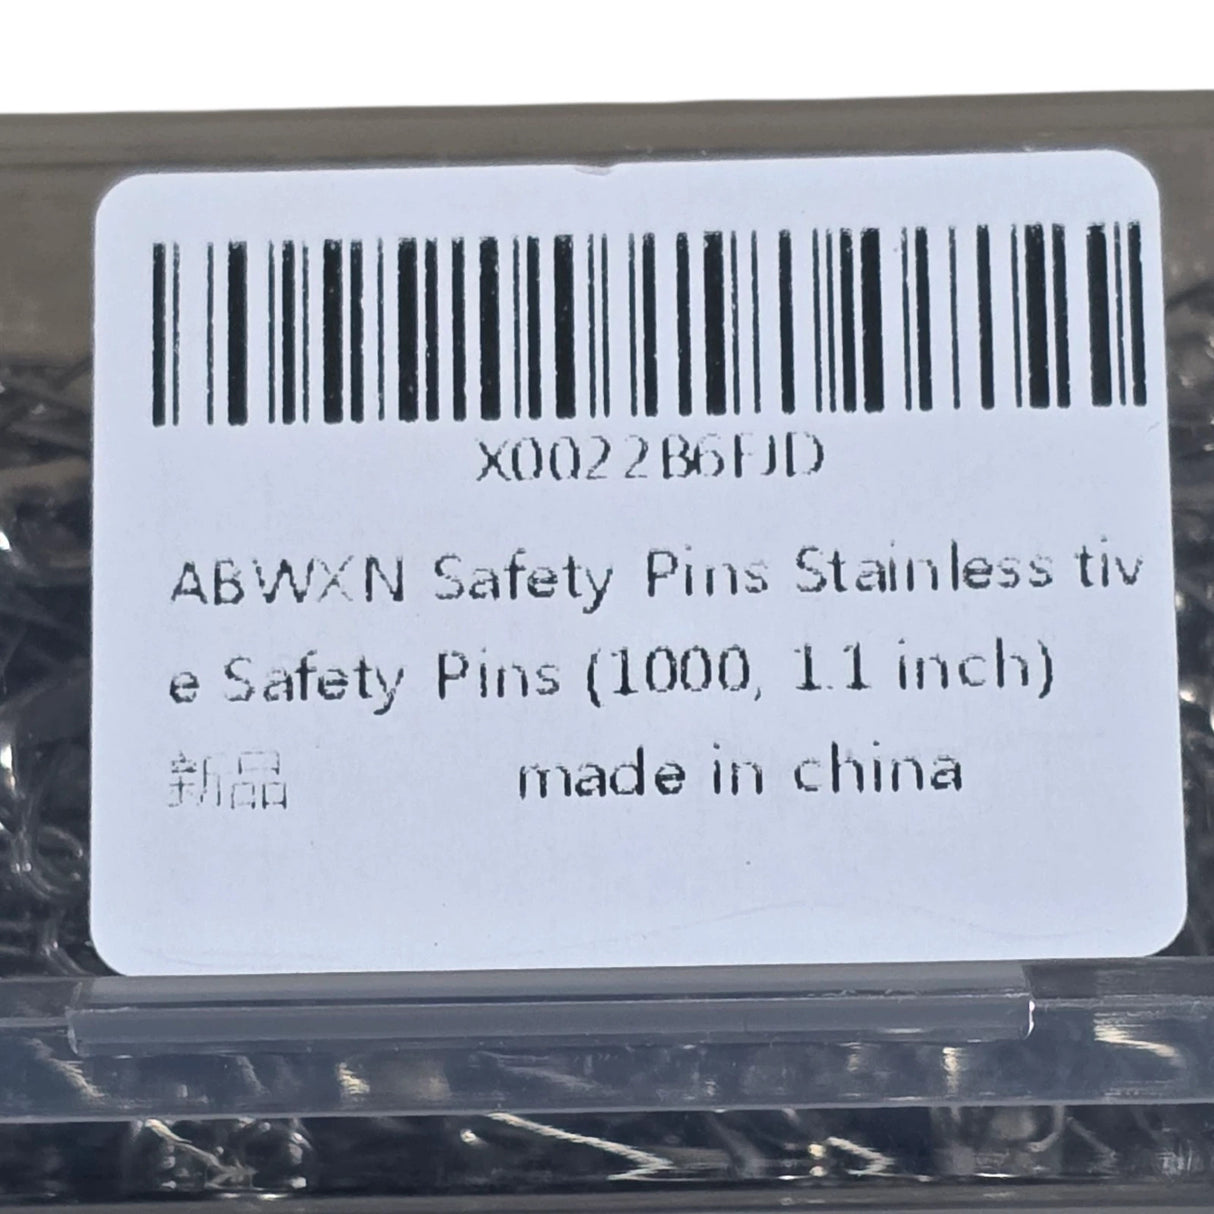 X0022B6FJD
ABWXN Safety Pins Stainless tiv
e Safety Pins (1000, 1.1 inch)
新品 made in china